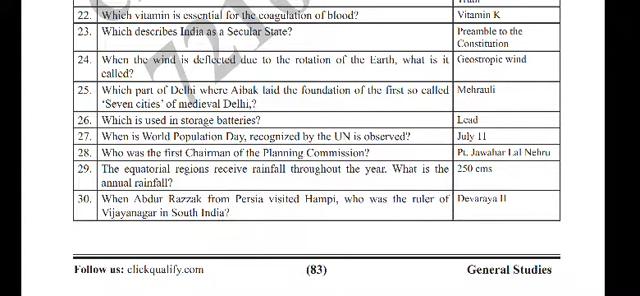 22. Which vitamin is essential for the coagulation of blood? Vitamin K
23. Which describes India as a Secular State? Preamble to the
Constitution
24. When the wind is deflected due to the rotation of the Earth, what is it Geostropic wind
called?
25. Which part of Delhi where Aibak laid the foundation of the first so called Mehrauli
'Seven cities' of medieval Delhi,?
26. Which is used in storage batteries? Lead
27. When is World Population Day, recognized by the UN is observed? July 11
28. Who was the first Chairman of the Planning Commission? Pt. Jawahar Lal Nehru
29. The equatorial regions receive rainfall throughout the year. What is the 250 cms
annual rainfall?
30. When Abdur Razzak from Persia visited Hampi, who was the ruler of Devaraya II
Vijayanagar in South India?
Follow us: clickqualify.com (83) General Studies